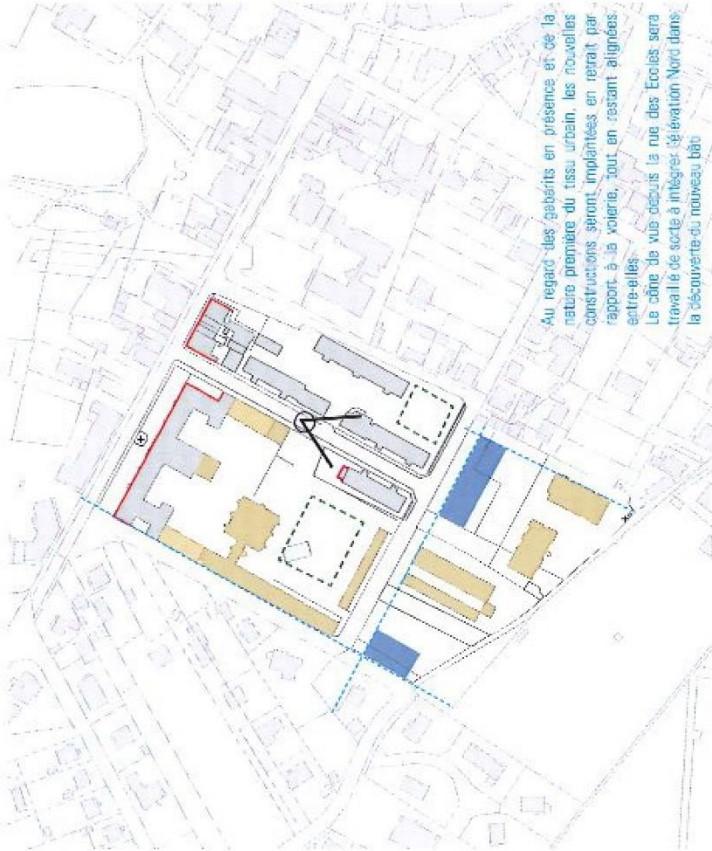 Au regard des gabarits en présence et de la
nature première du tissu urbain, les nouvelles
constructions seront implantées en retrait par
rapport à la voierie, tout en restant alignées
entre-elles.
Le cône de vue depuis la rue des Ecoles sera
travaillé de sorte à intégrer l'élévation Nord dans
la découverte du nouveau bâti